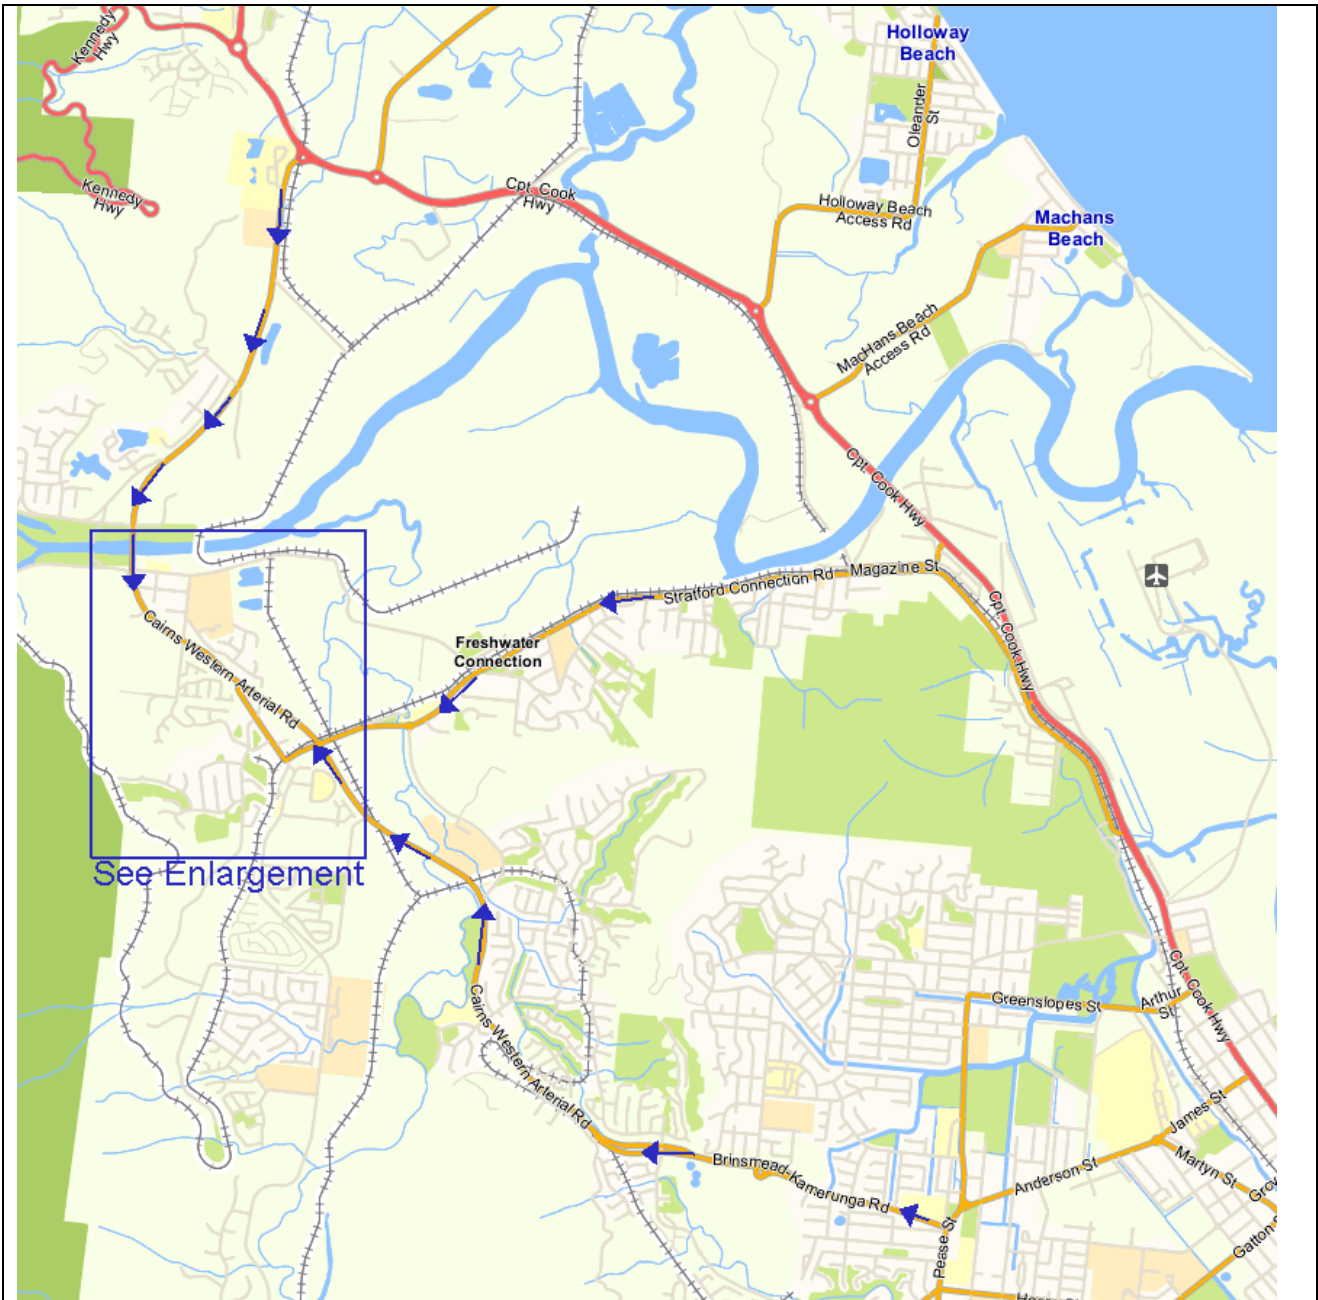 Kennedy
Hwy
Holloway
Beach
Oleander
St
Kennedy
Hwy
Cpt. Cook
Hwy
Holloway Beach
Access Rd
Machans
Beach
MacHans Beach
Access Rd
Cpt. Cook Hwy
Stratford Connection Rd
Magazine St
Cpt. Cook Hwy
Cairns Western Arterial Rd
Freshwater
Connection
See Enlargement
Cpt. Cook Hwy
Greenslopes St
Arthur
St
Cairns Western Arterial Rd
James St
Brinsmead-Kamerunga Rd
Anderson St
Martyn St
Grov
Pease St
Gatton